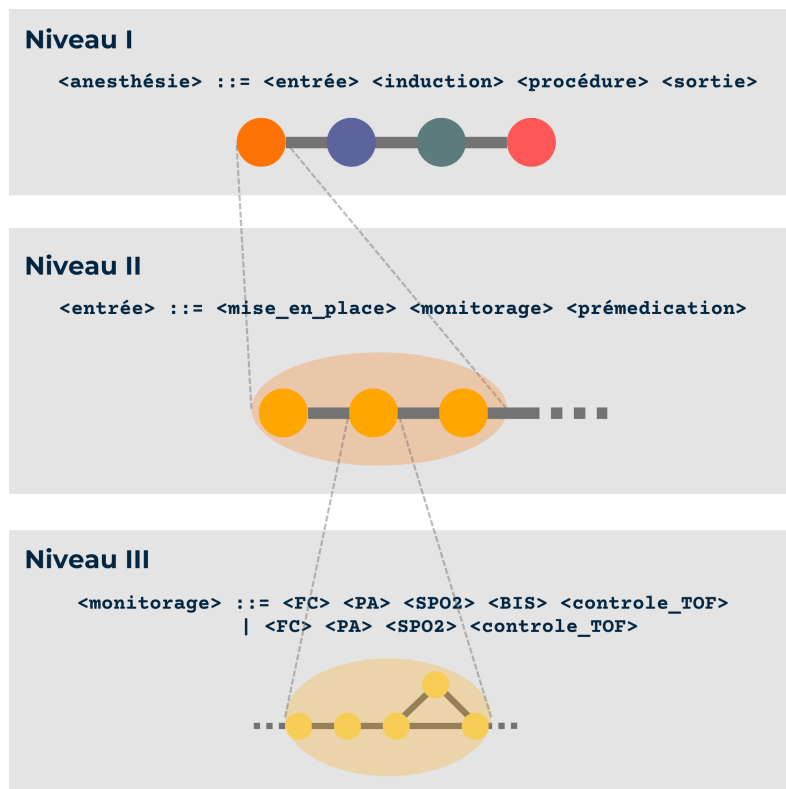 Niveau I
<anesthésie> ::= <entrée> <induction> <procédure> <sortie>
Niveau II
<entrée> ::= <mise_en_place> <monitorage> <prémedication>
Niveau III
<monitorage> ::= <FC> <PA> <SPO2> <BIS> <controle_TOF>
| <FC> <PA> <SPO2> <controle_TOF>